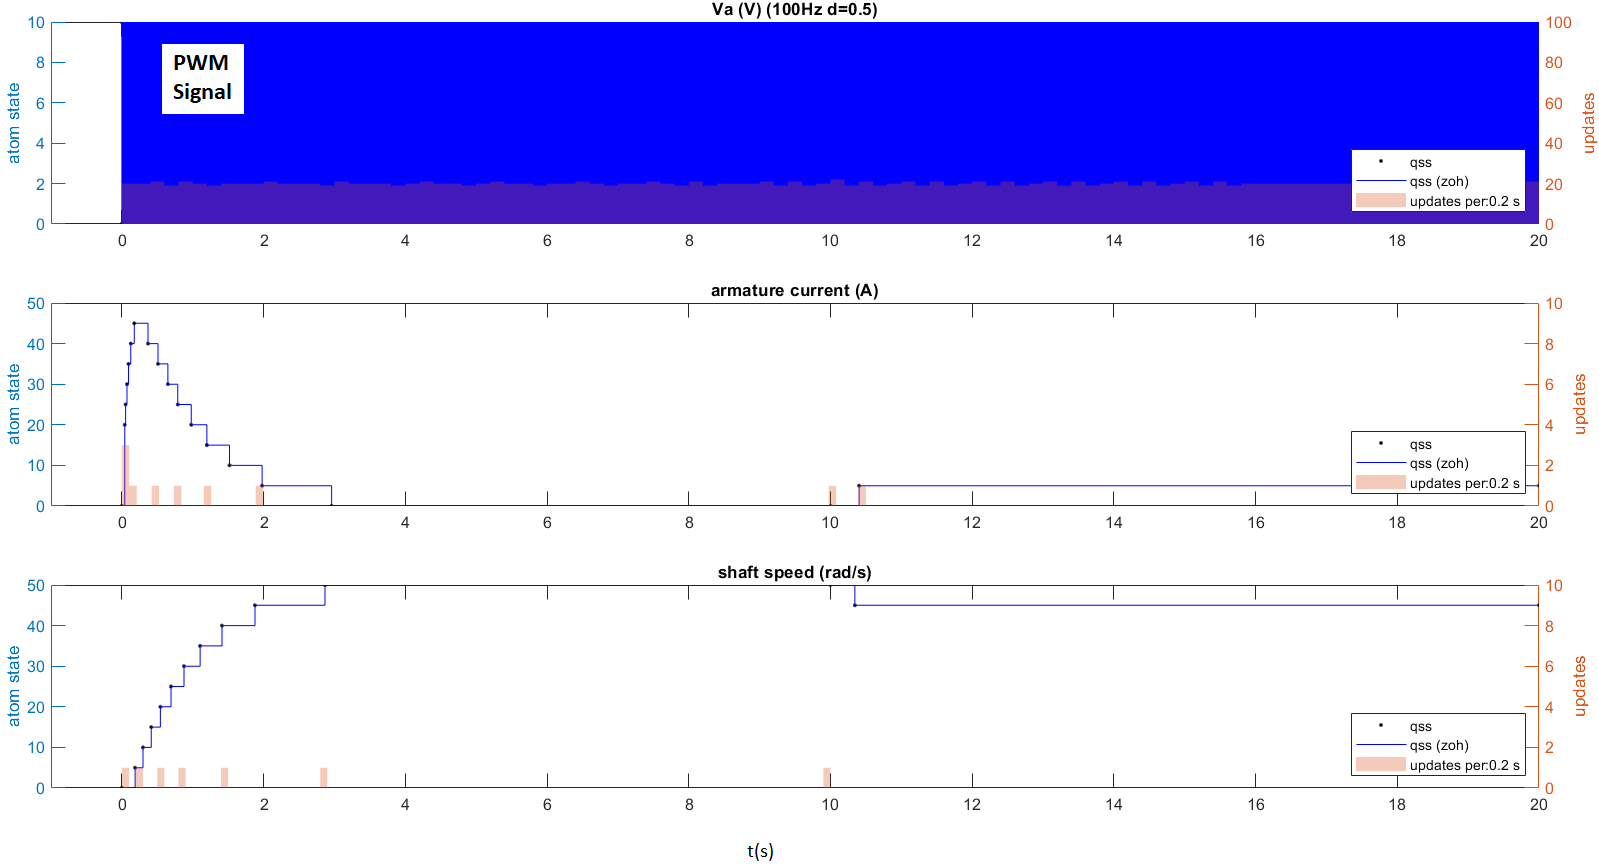 Va (V) (100Hz d=0.5)
10
8
6
4
2
0
atom state
PWM
Signal
100
80
60
40
20
0
updates
qss
qss (zoh)
updates per:0.2 s
0 2 4 6 8 10 12 14 16 18 20
armature current (A)
50
40
30
20
10
0
atom state
10
8
6
4
2
0
updates
qss
qss (zoh)
updates per:0.2 s
0 2 4 6 8 10 12 14 16 18 20
shaft speed (rad/s)
50
40
30
20
10
0
atom state
10
8
6
4
2
0
updates
qss
qss (zoh)
updates per:0.2 s
0 2 4 6 8 10 12 14 16 18 20
t(s)